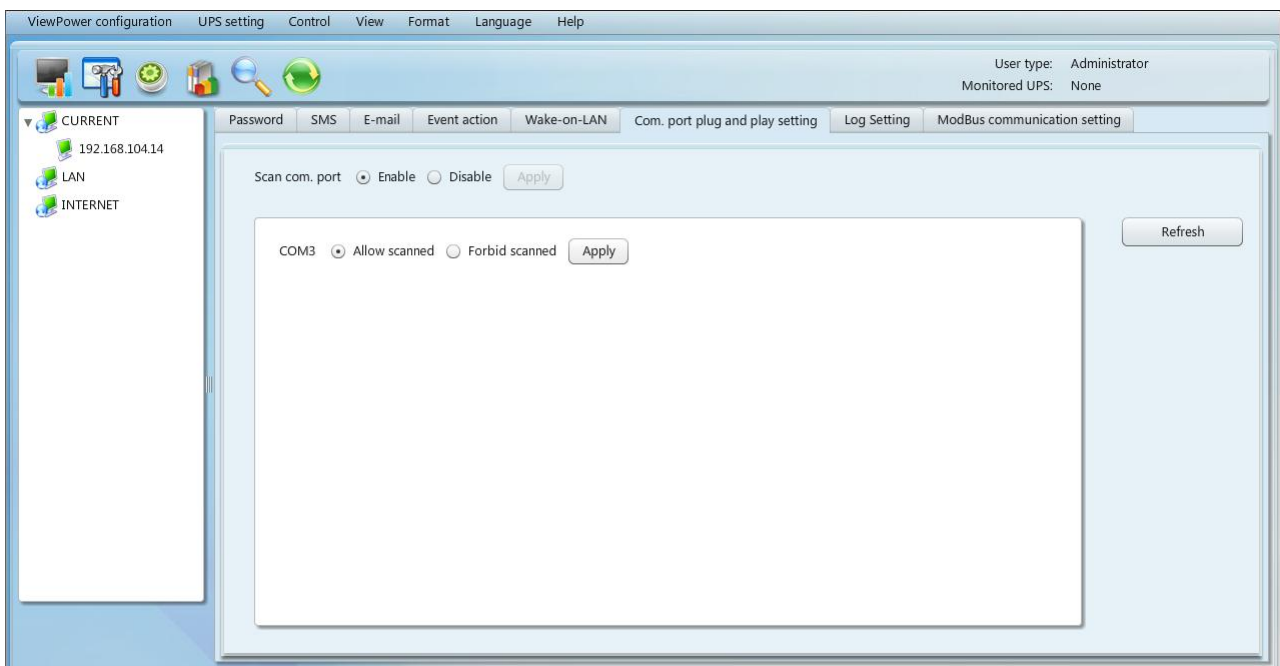 ViewPower configuration UPS setting Control View Format Language Help
User type: Administrator
Monitored UPS: None
CURRENT
192.168.104.14
LAN
INTERNET
Password SMS E-mail Event action Wake-on-LAN Com. port plug and play setting Log Setting ModBus communication setting
Scan com. port Enable Disable Apply
Refresh
COM3 Allow scanned Forbid scanned Apply